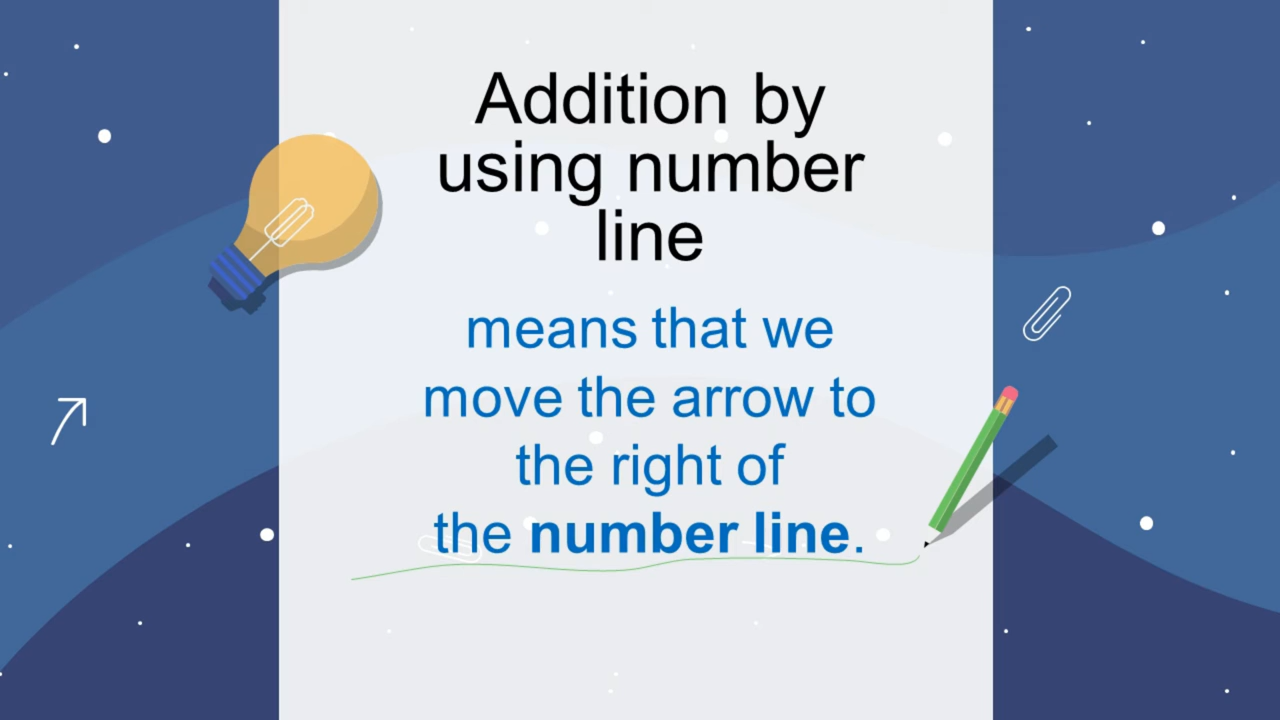 Addition by
using number
line
means that we
move the arrow to
the right of
the number line.